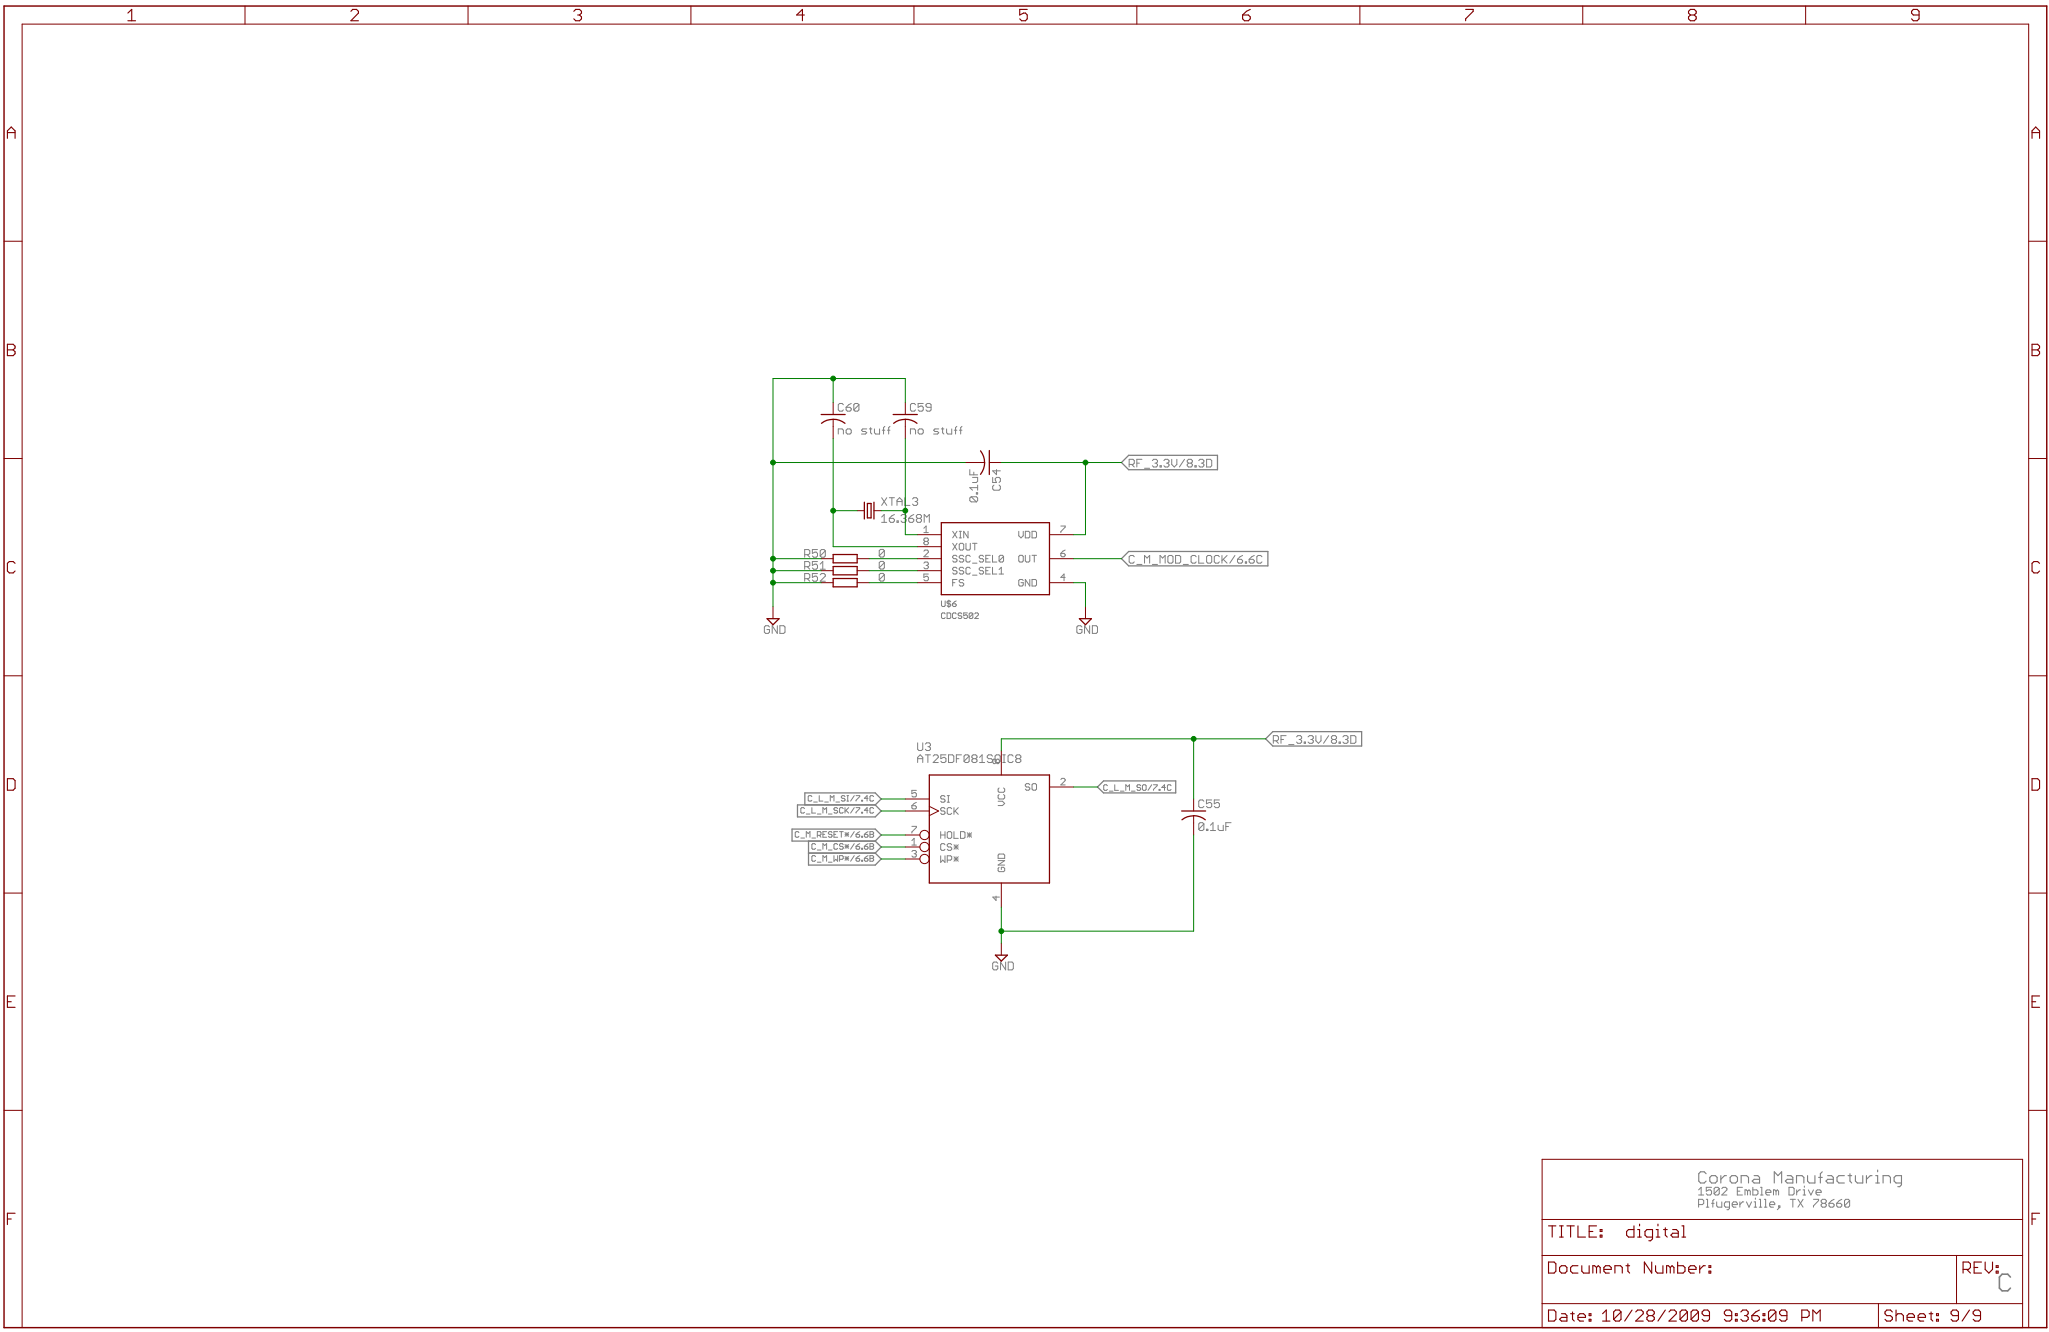 1 2 3 4 5 6 7 8 9
A A
B B
C60 C59
no stuff no stuff
RF_3.3V/8.3D
0.1uF C54
XTAL3
16.368M
1 XIN VDD 7
8 XOUT
R50 0 2 SSC_SEL0 OUT 6 C_M_MOD_CLOCK/6.6C
R51 0 3 SSC_SEL1
R52 0 5 FS GND 4
C C
U$6
CDCS502
GND GND
RF_3.3V/8.3D
U3
AT25DF081SOIC8
8
D D
VCC
SO 2 C_L_M_SO/7.4C
C_L_M_SI/7.4C 5 SI
C_L_M_SCK/7.4C 6 SCK
C55
0.1uF
C_M_RESET*/6.6B 7 HOLD*
C_M_CS*/6.6B 1 CS*
C_M_WP*/6.6B 3 WP*
GND
4
GND
E E
F F
Corona Manufacturing
1502 Emblem Drive
Plfugerville, TX 78660
TITLE: digital
Document Number:
REV:
C
Date: 10/28/2009 9:36:09 PM
Sheet: 9/9